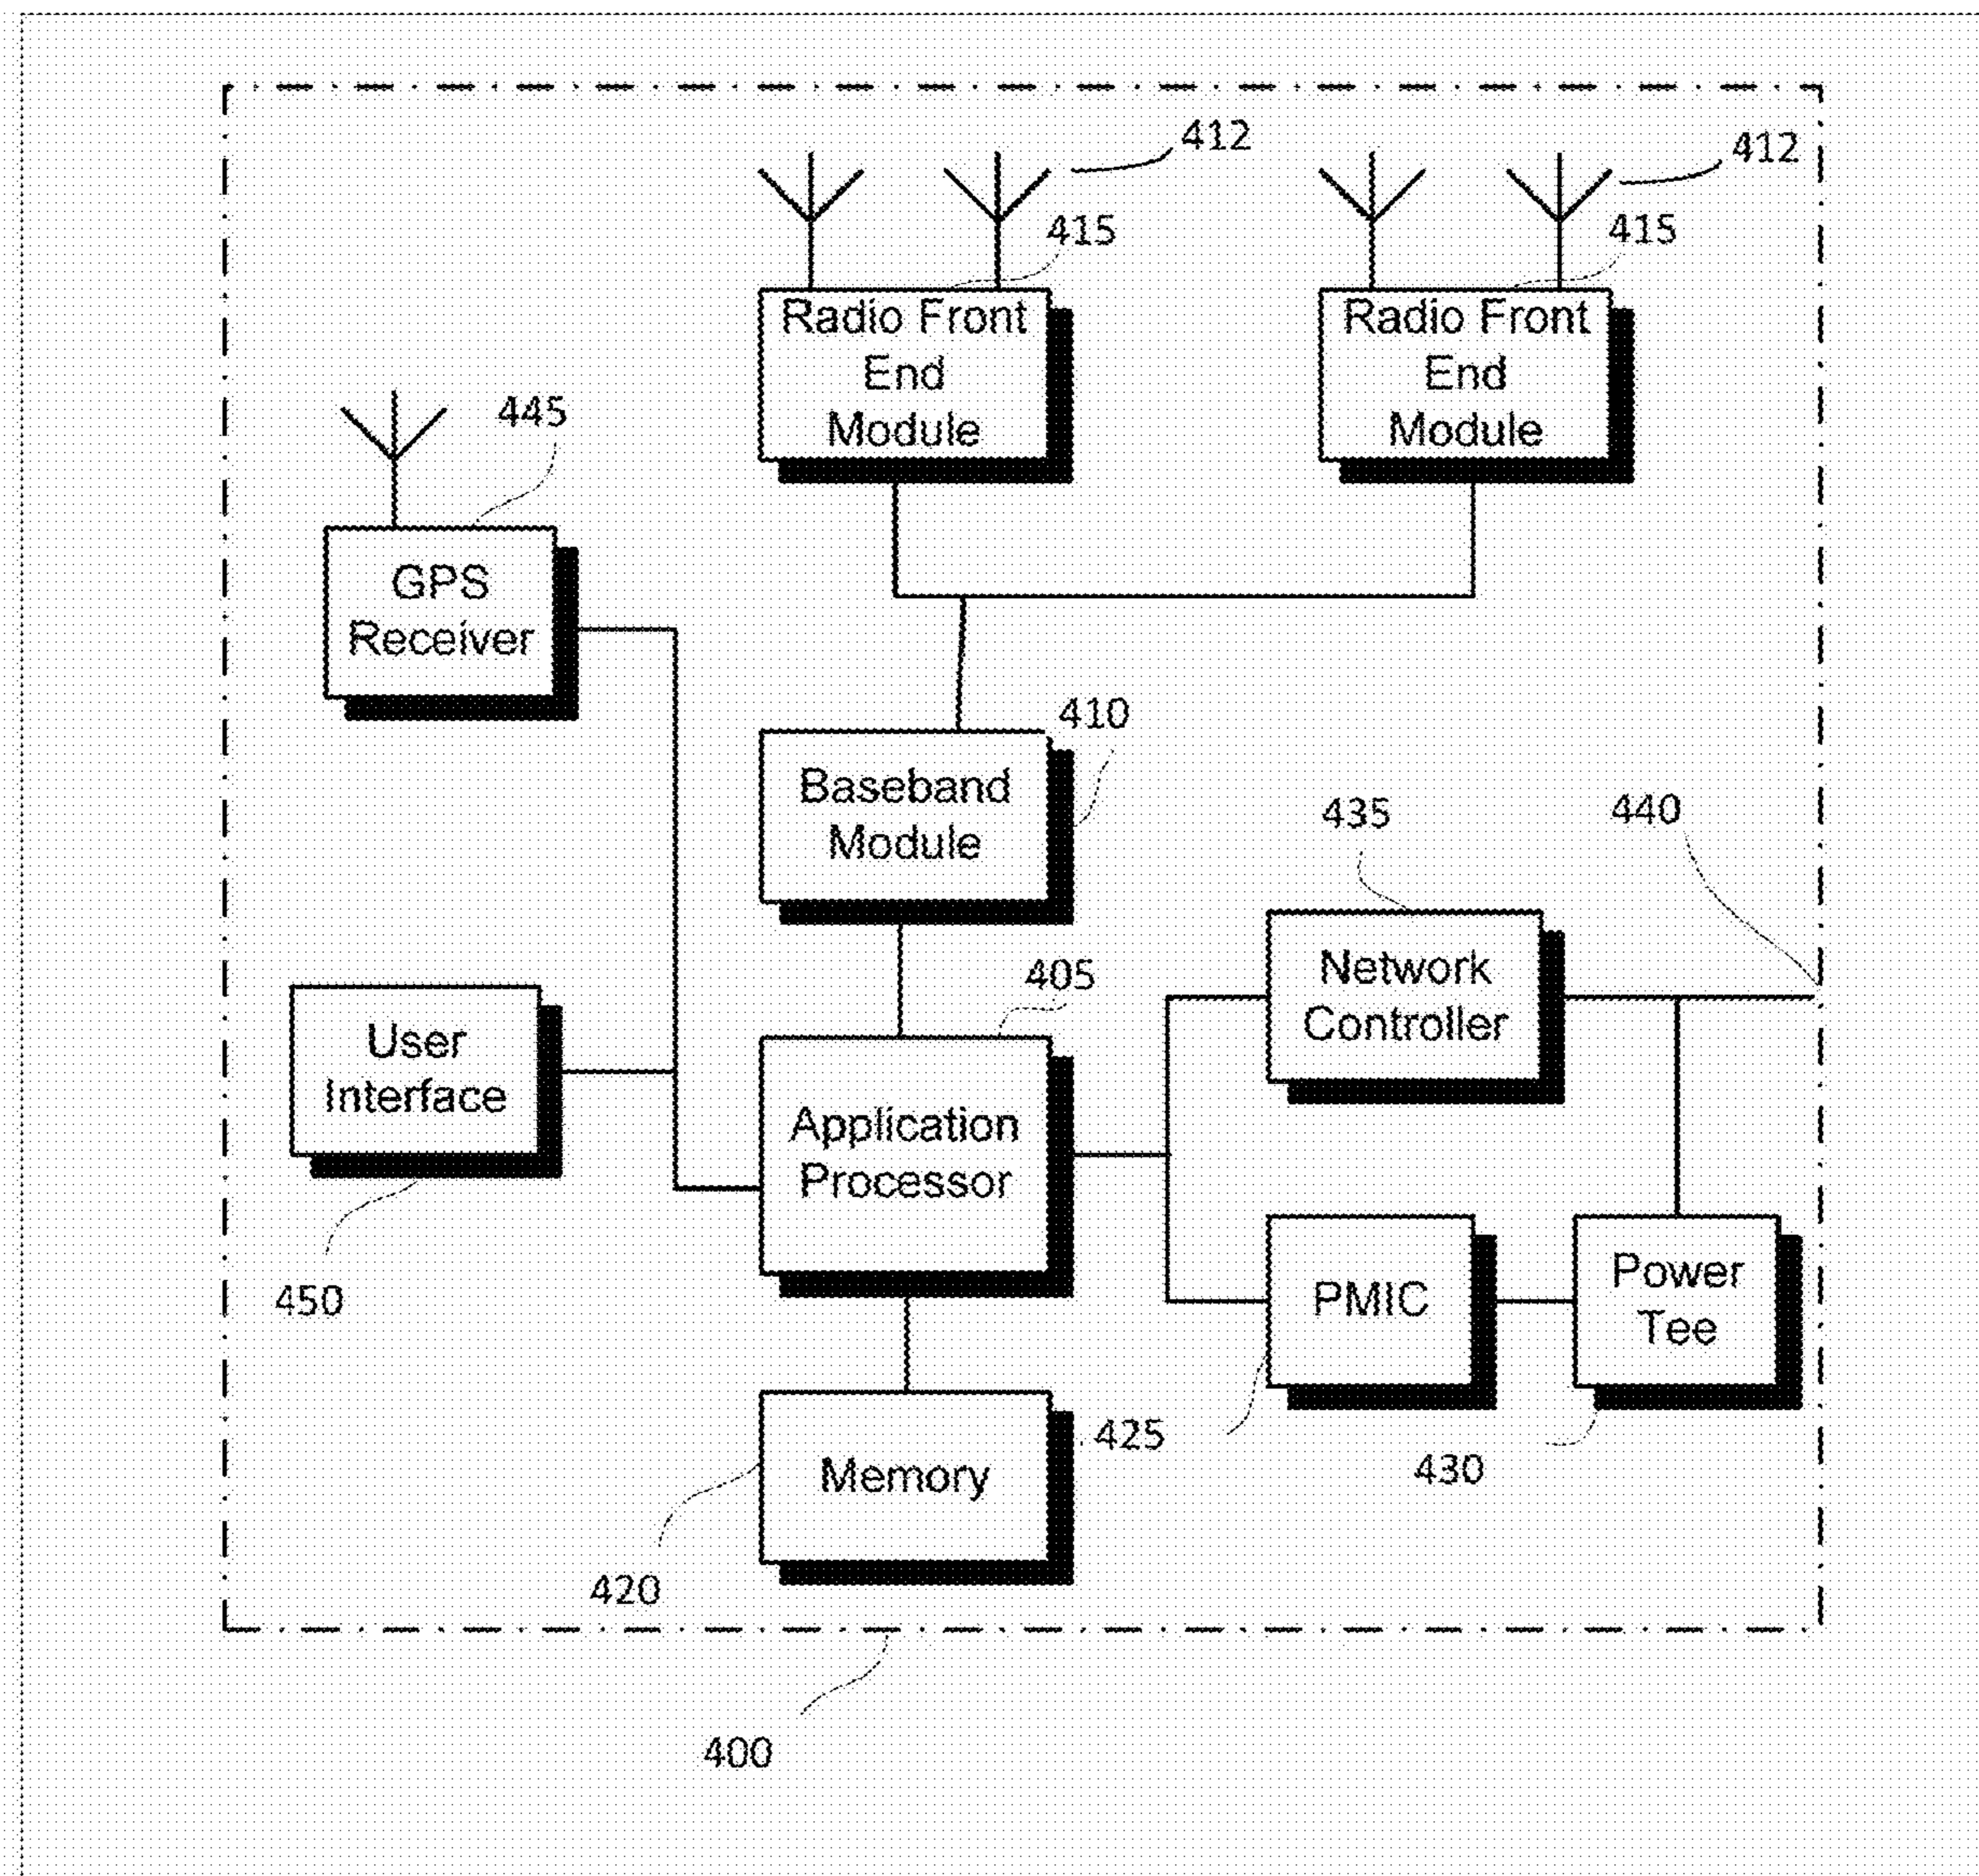 412
412
415
415
Radio Front
End
Module
Radio Front
End
Module
445
GPS
Receiver
410
Baseband
Module
435
440
405
Network
Controller
User
Interface
Application
Processor
450
PMIC
Power
Tee
425
430
Memory
420
400